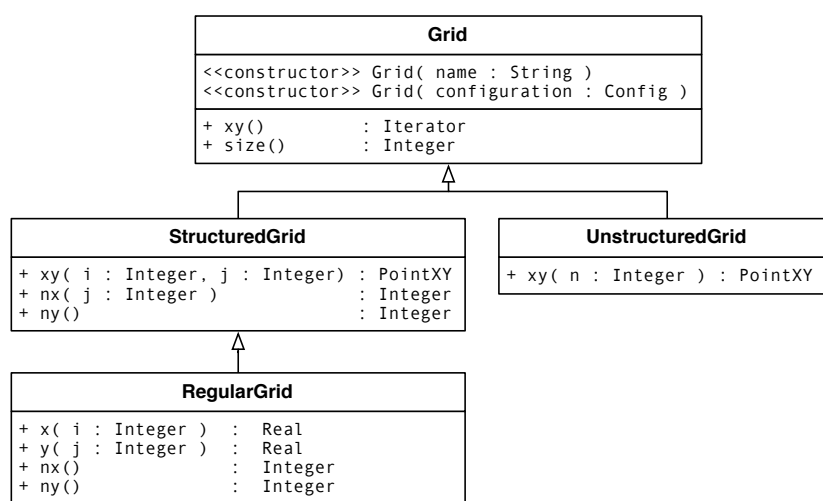 Grid
<<constructor>> Grid( name : String )
<<constructor>> Grid( configuration : Config )
+ xy() : Iterator
+ size() : Integer
StructuredGrid
+ xy( i : Integer, j : Integer) : PointXY
+ nx( j : Integer ) : Integer
+ ny() : Integer
UnstructuredGrid
+ xy( n : Integer ) : PointXY
RegularGrid
+ x( i : Integer ) : Real
+ y( j : Integer ) : Real
+ nx() : Integer
+ ny() : Integer